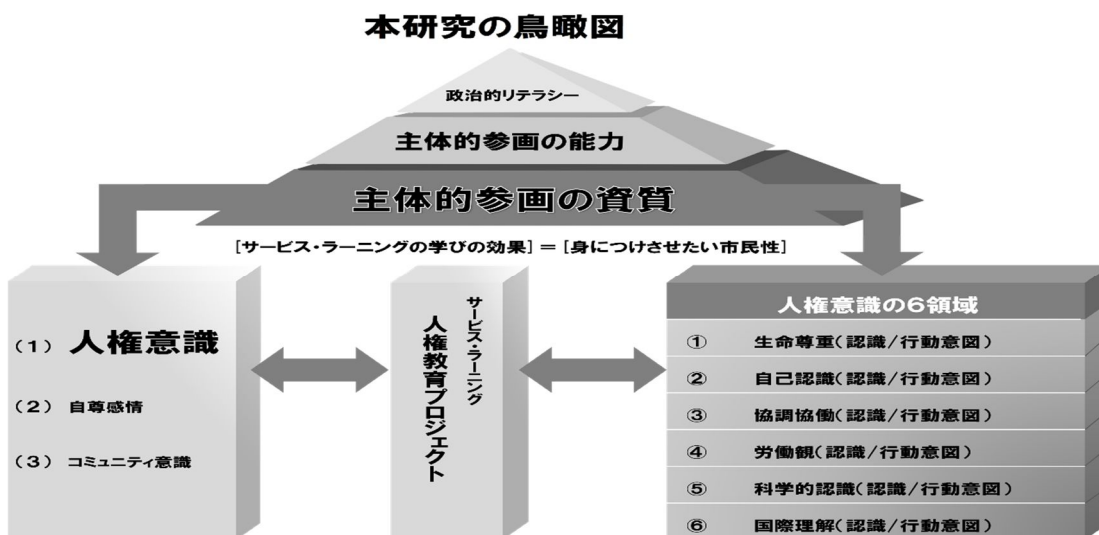 本研究の鳥瞰図
政治的リテラシー
主体的参画の能力
主体的参画の資質
[サービス・ラーニングの学びの効果] = [身につけさせたい市民性]
(1) 人権意識
(2) 自尊感情
(3) コミュニティ意識
サービス・ラーニング
人権教育プロジェクト
人権意識の6領域
① 生命尊重(認識/行動意図)
② 自己認識(認識/行動意図)
③ 協調協働(認識/行動意図)
④ 労働観(認識/行動意図)
⑤ 科学的認識(認識/行動意図)
⑥ 国際理解(認識/行動意図)